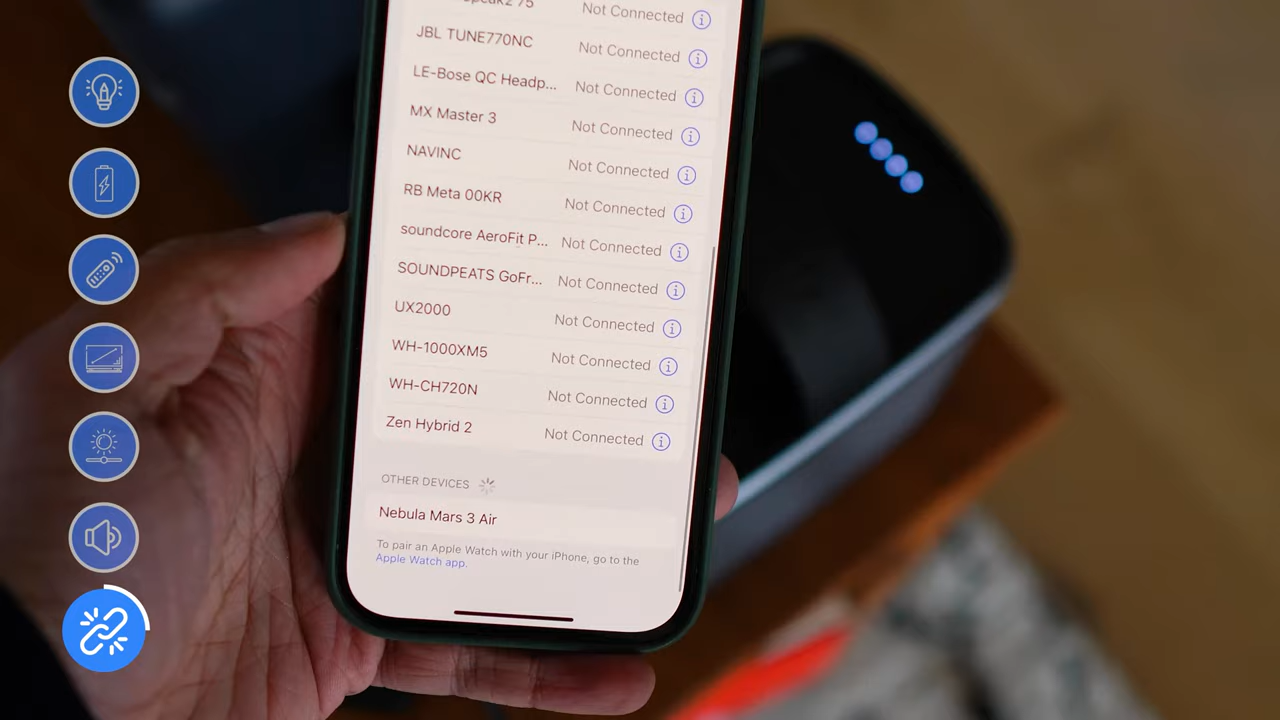 75 Not Connected
JBL TUNE770NC Not Connected
LE-Bose QC Headp... Not Connected
MX Master 3 Not Connected
NAVINC Not Connected
RB Meta 00KR Not Connected
soundcore AeroFit P... Not Connected
SOUNDPEATS GoFr... Not Connected
UX2000 Not Connected
WH-1000XM5 Not Connected
WH-CH720N Not Connected
Zen Hybrid 2 Not Connected
OTHER DEVICES
Nebula Mars 3 Air
To pair an Apple Watch with your iPhone, go to the
Apple Watch app.